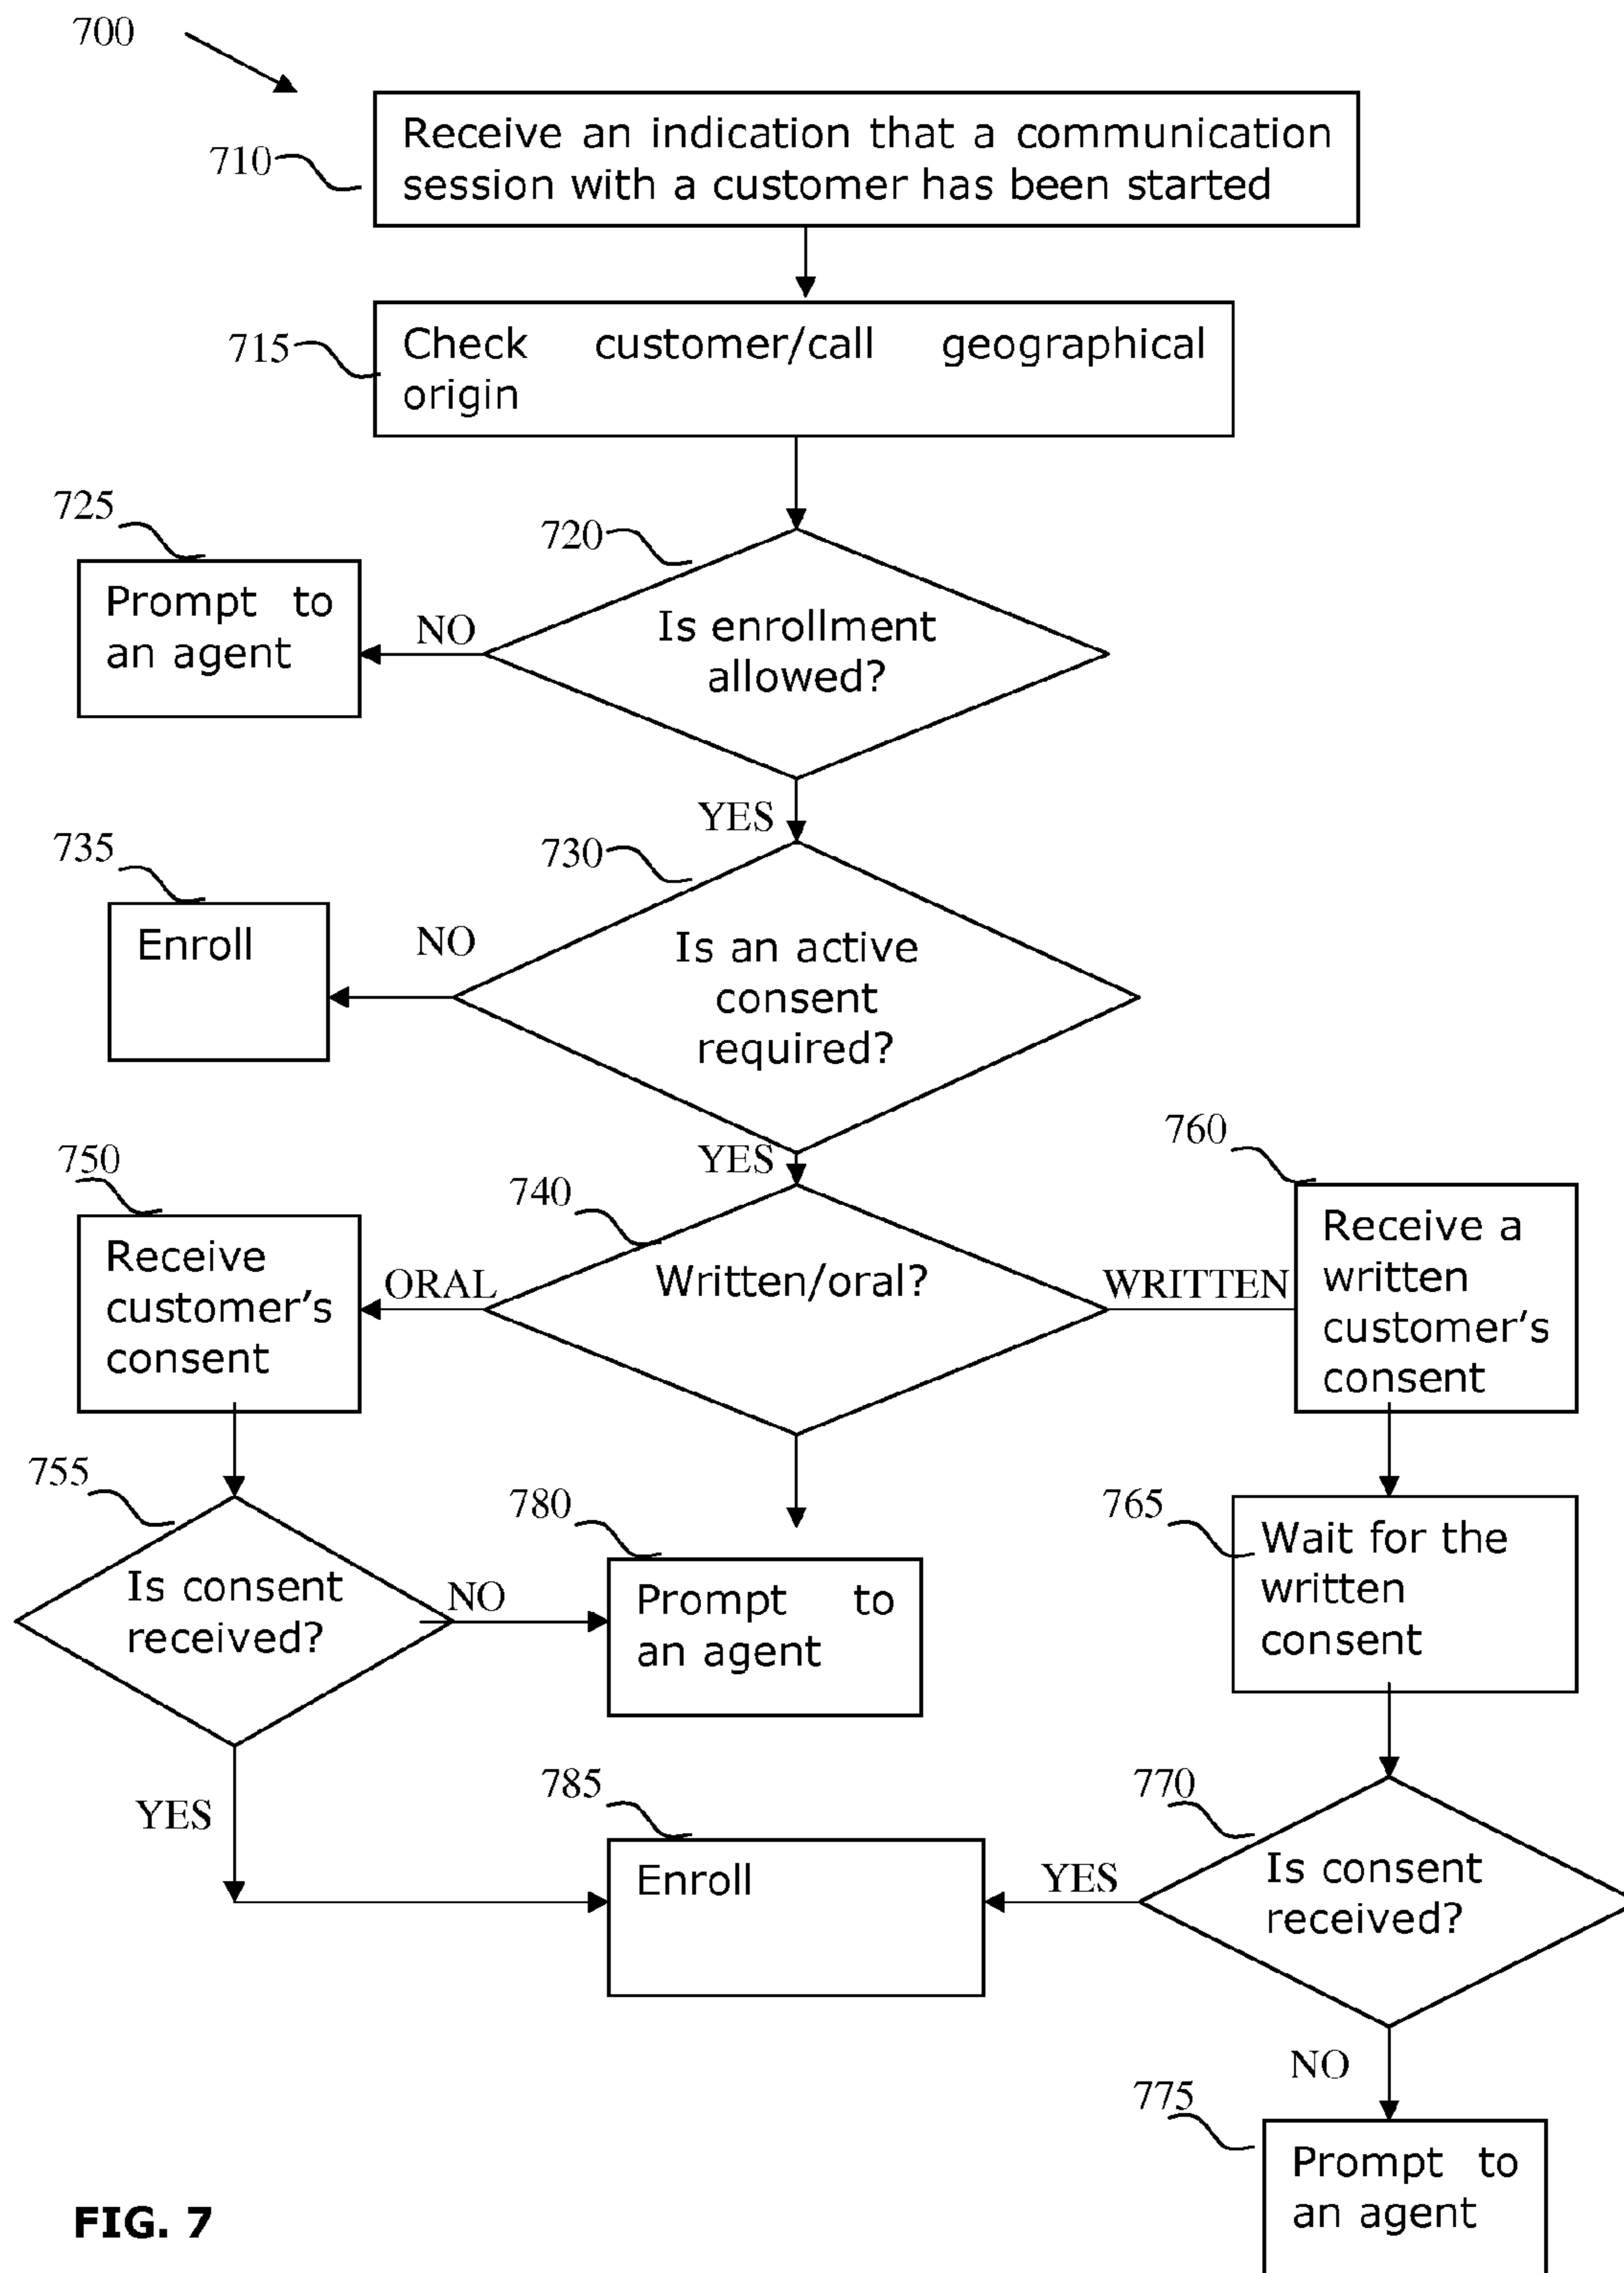 700
710
Receive an indication that a communication
session with a customer has been started
715
Check customer/call geographical
origin
725
720
Prompt to
an agent
NO
Is enrollment
allowed?
YES
735
730
Enroll
NO
Is an active
consent
required?
YES
750
740
760
Receive
customer's
consent
ORAL
Written/oral?
WRITTEN
Receive a
written
customer's
consent
755
780
765
Is consent
received?
NO
Prompt to
an agent
Wait for the
written
consent
YES
785
770
Enroll
YES
Is consent
received?
NO
775
Prompt to
an agent
FIG. 7